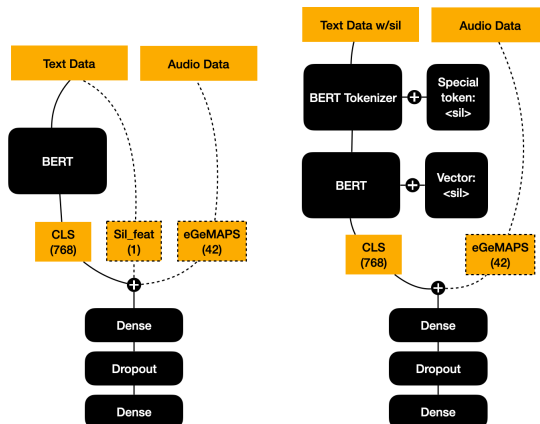 Text Data
Audio Data
BERT
CLS
(768)
Sil_feat
(1)
eGeMAPS
(42)
Dense
Dropout
Dense
Text Data w/sil
Audio Data
BERT Tokenizer
Special
token:
<sil>
BERT
Vector:
<sil>
CLS
(768)
eGeMAPS
(42)
Dense
Dropout
Dense